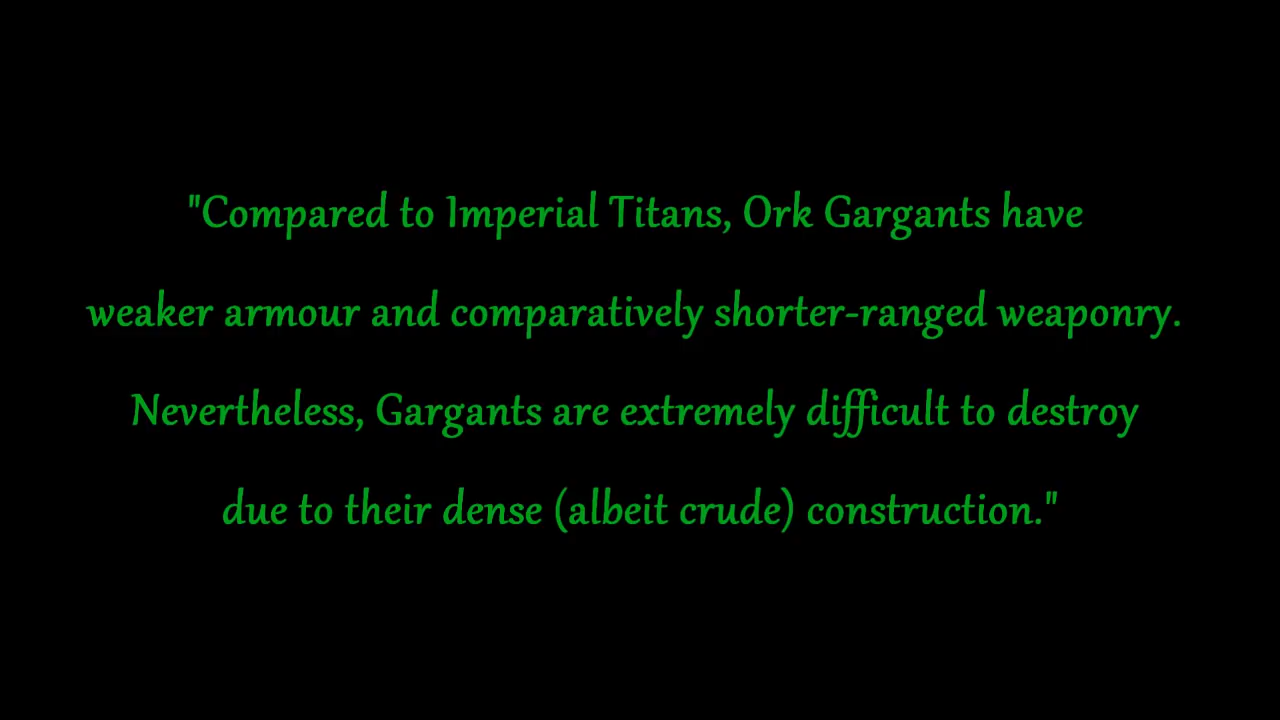 "Compared to Imperial Titans, Ork Gargants have
weaker armour and comparatively shorter-ranged weaponry.
Nevertheless, Gargants are extremely difficult to destroy
due to their dense (albeit crude) construction."